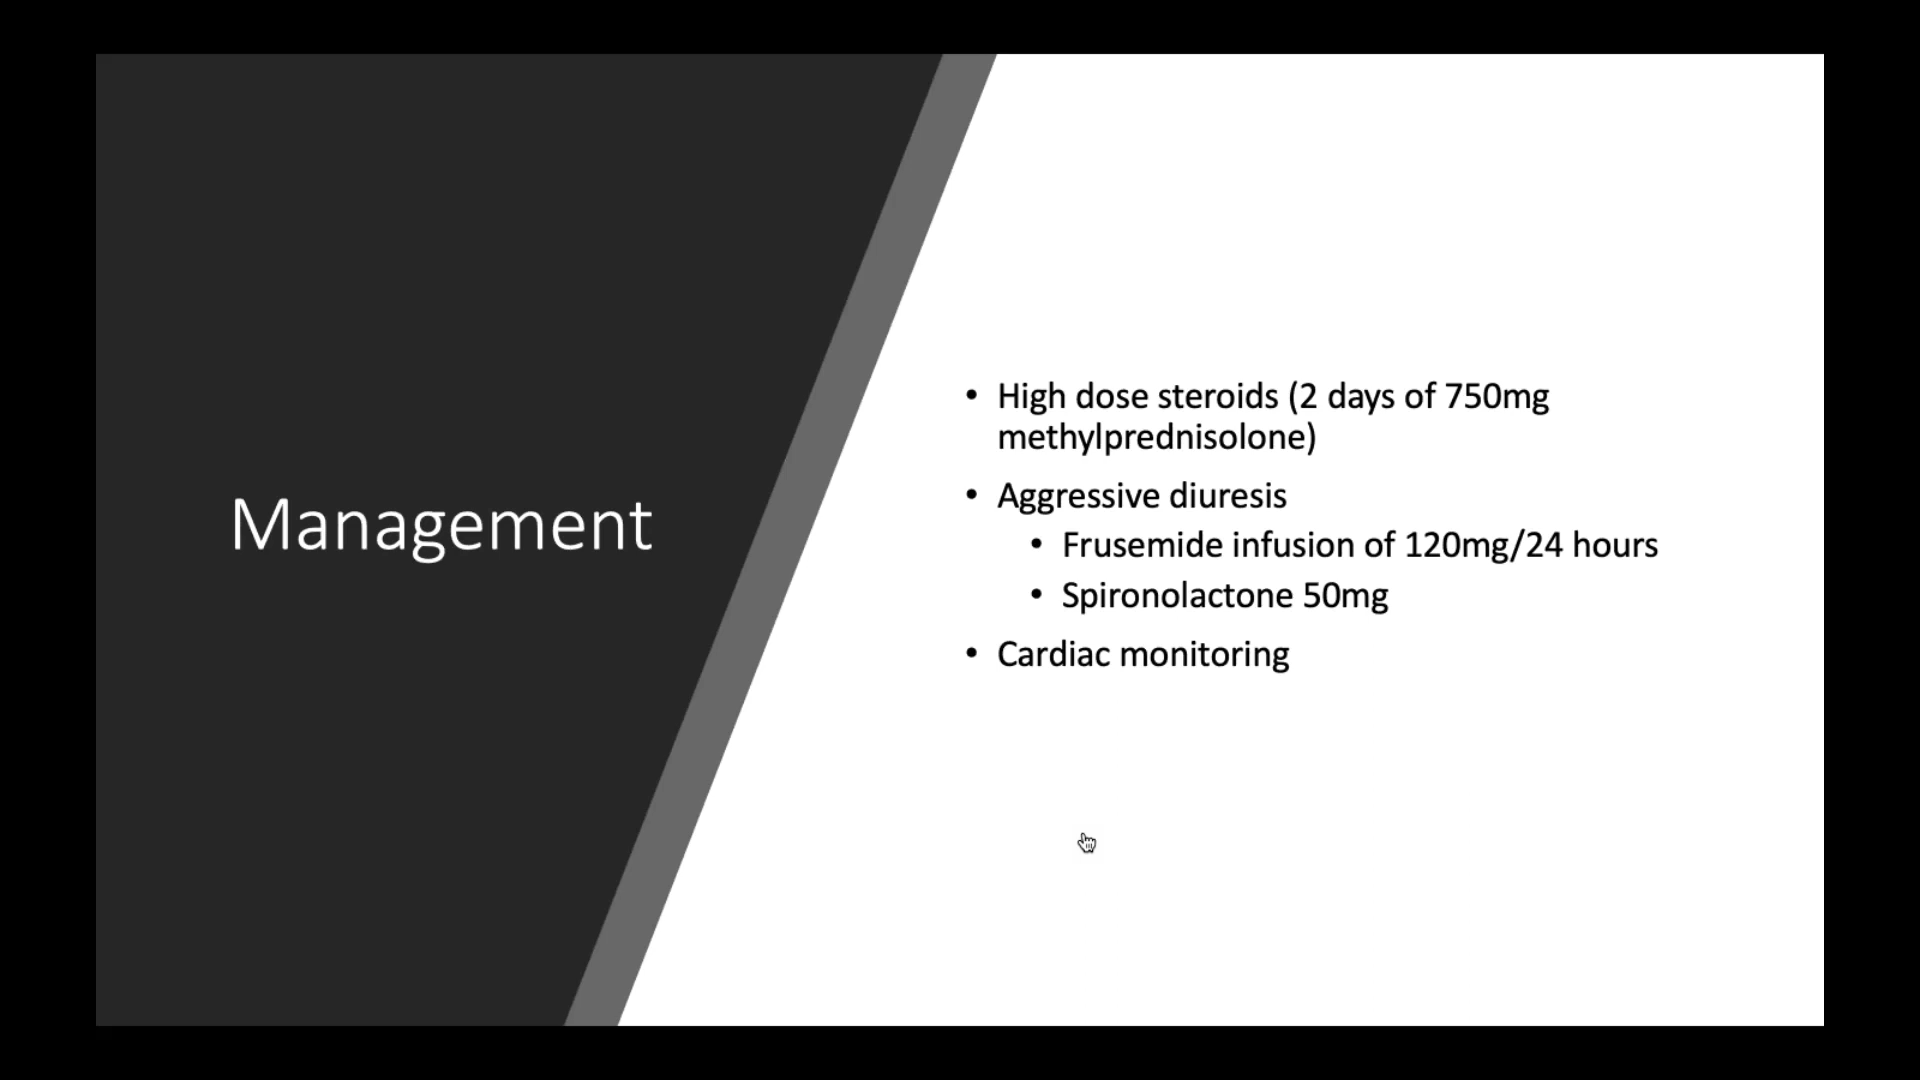 Management
• High dose steroids (2 days of 750mg
methylprednisolone)
• Aggressive diuresis
• Frusemide infusion of 120mg/24 hours
• Spironolactone 50mg
• Cardiac monitoring